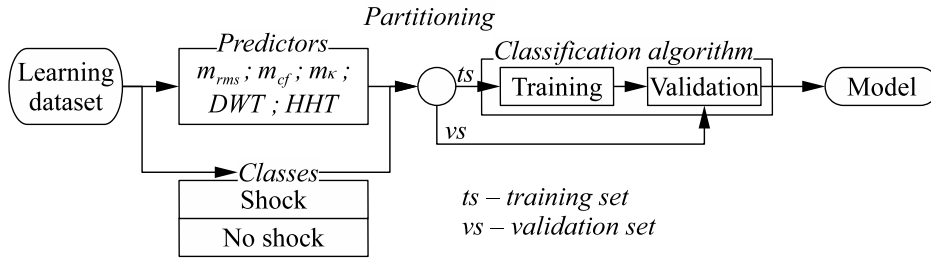 Partitioning
Learning
dataset
Predictors
m_rms ; m_cf ; m_κ ;
DWT ; HHT
Classes
Shock
No shock
ts
vs
Classification algorithm
Training
Validation
Model
ts – training set
vs – validation set